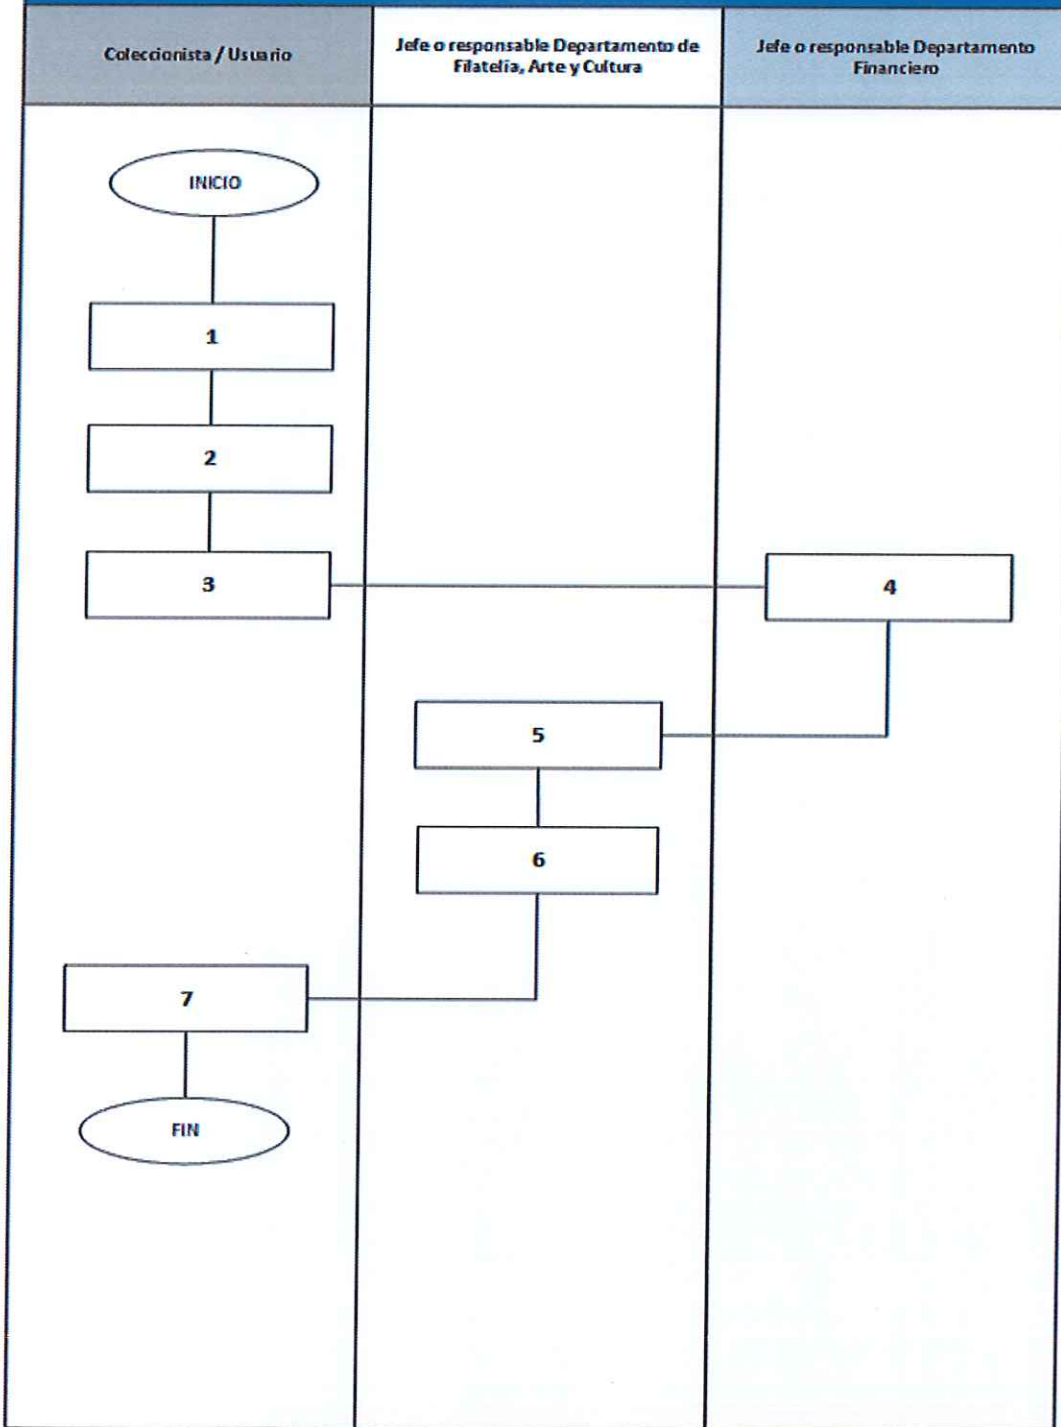 Coleccionista / Usuario
Jefe o responsable Departamento de
Filatelia, Arte y Cultura
Jefe o responsable Departamento
Financiero
INICIO
1
2
3
4
5
6
7
FIN